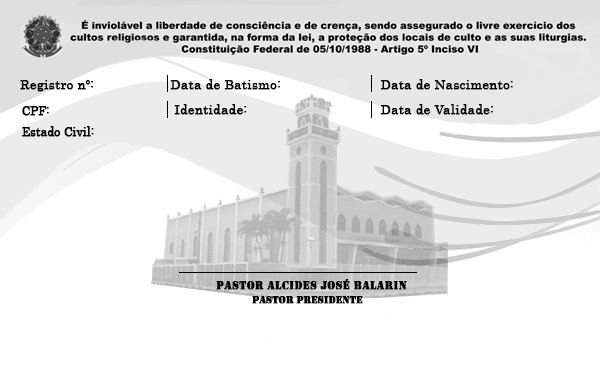 É inviolável a liberdade de consciência e de crença, sendo assegurado o livre exercício dos
cultos religiosos e garantida, na forma da lei, a proteção dos locais de culto e as suas liturgias.
Constituição Federal de 05/10/1988 - Artigo 5º Inciso VI
Registro nº: Data de Batismo: Data de Nascimento:
CPF: Identidade: Data de Validade:
Estado Civil:
PASTOR ALCIDES JOSÉ BALARIN
PASTOR PRESIDENTE